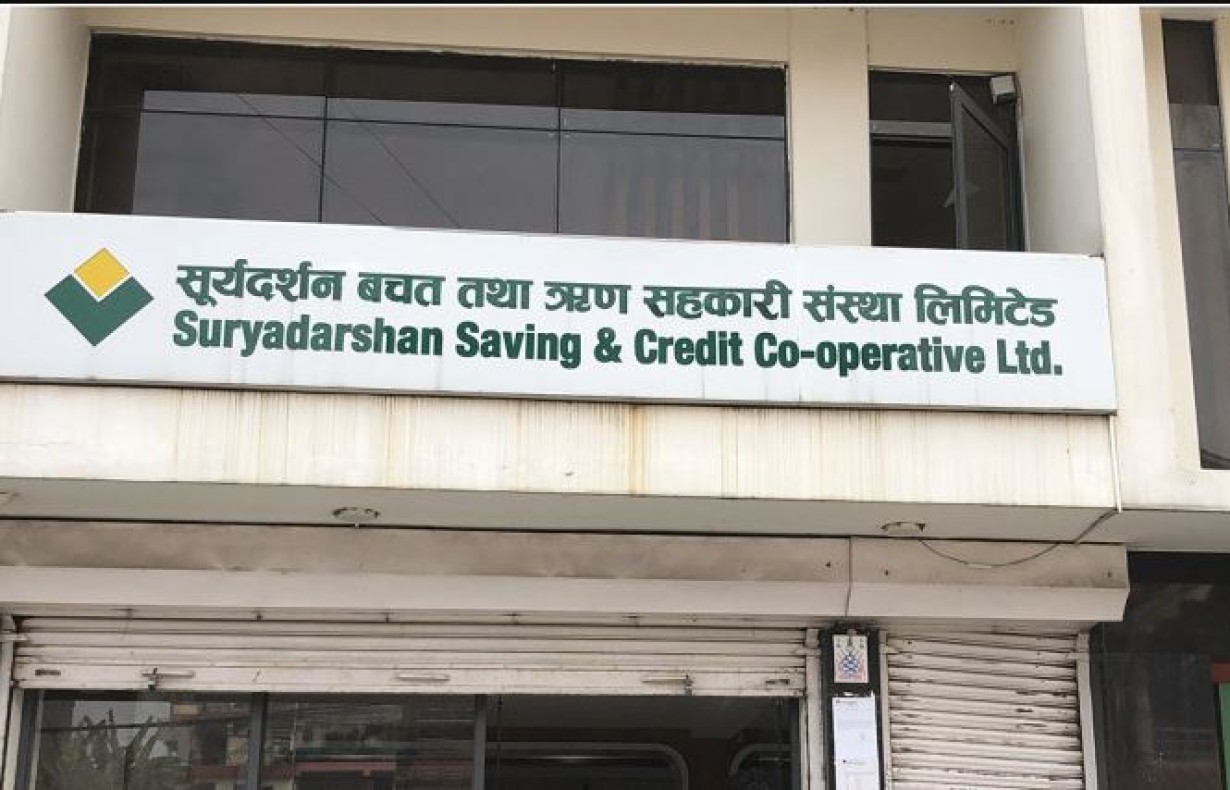 सूर्यदर्शन बचत तथा ऋण सहकारी संस्था लिमिटेड
Suryadarshan Saving & Credit Co-operative Ltd.